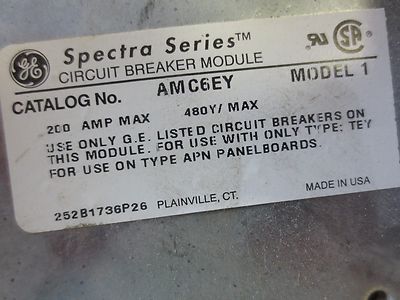 GE Spectra Series™
CIRCUIT BREAKER MODULE
CATALOG No. AMC6EY MODEL 1
200 AMP MAX 480Y/ MAX
USE ONLY G.E. LISTED CIRCUIT BREAKERS ON
THIS MODULE. FOR USE WITH ONLY TYPE: TEY
FOR USE ON TYPE APN PANELBOARDS.
252B1736P26 PLAINVILLE, CT. MADE IN USA